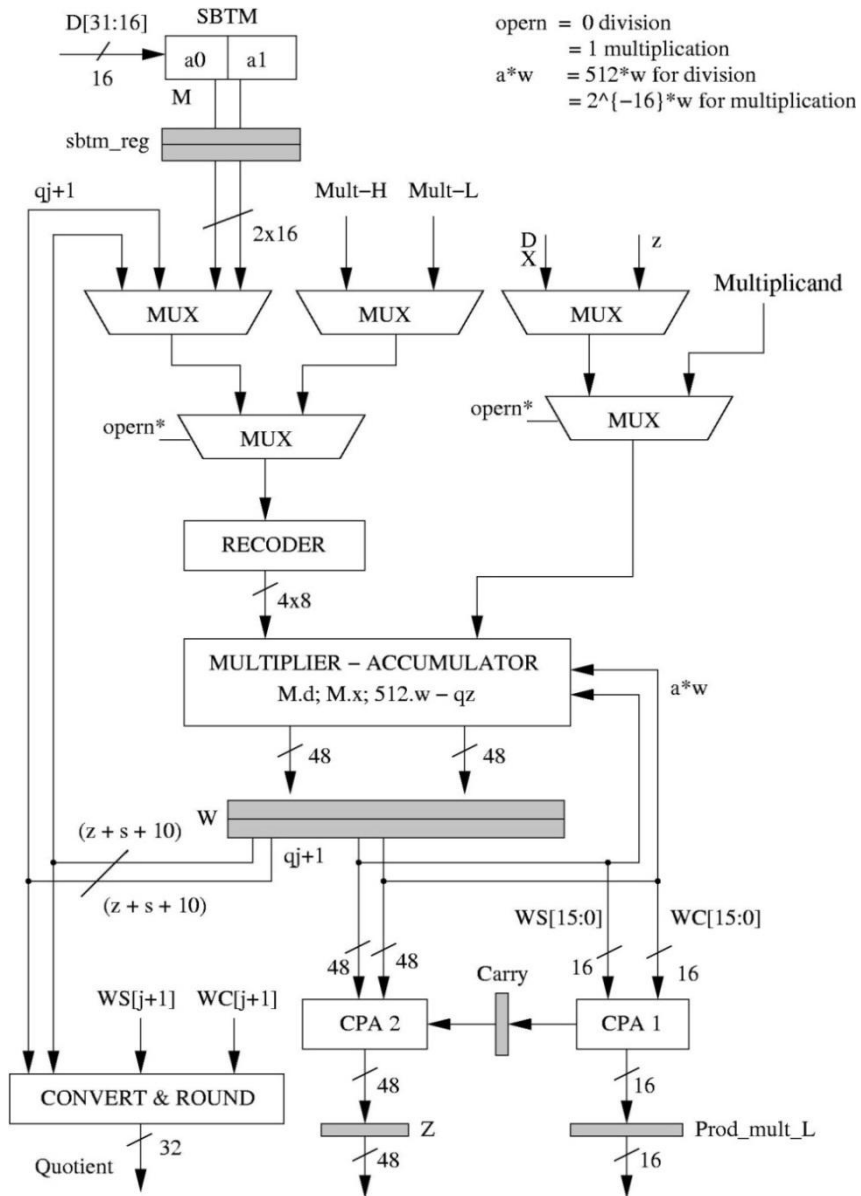 D[31:16]
SBTM
16
a0
a1
M
opern = 0 division
= 1 multiplication
a*w = 512*w for division
= 2^{-16}*w for multiplication
sbtm_reg
qj+1
2x16
Mult-H
Mult-L
D
X
z
Multiplicand
MUX
MUX
MUX
opern*
MUX
opern*
MUX
RECODER
4x8
MULTIPLIER - ACCUMULATOR
M.d; M.x; 512.w - qz
a*w
48
48
W
(z + s + 10)
qj+1
(z + s + 10)
WS[15:0]
WC[15:0]
48
48
16
16
Carry
WS[j+1]
WC[j+1]
CPA 2
CPA 1
CONVERT & ROUND
48
16
32
Quotient
Z
Prod_mult_L
48
16